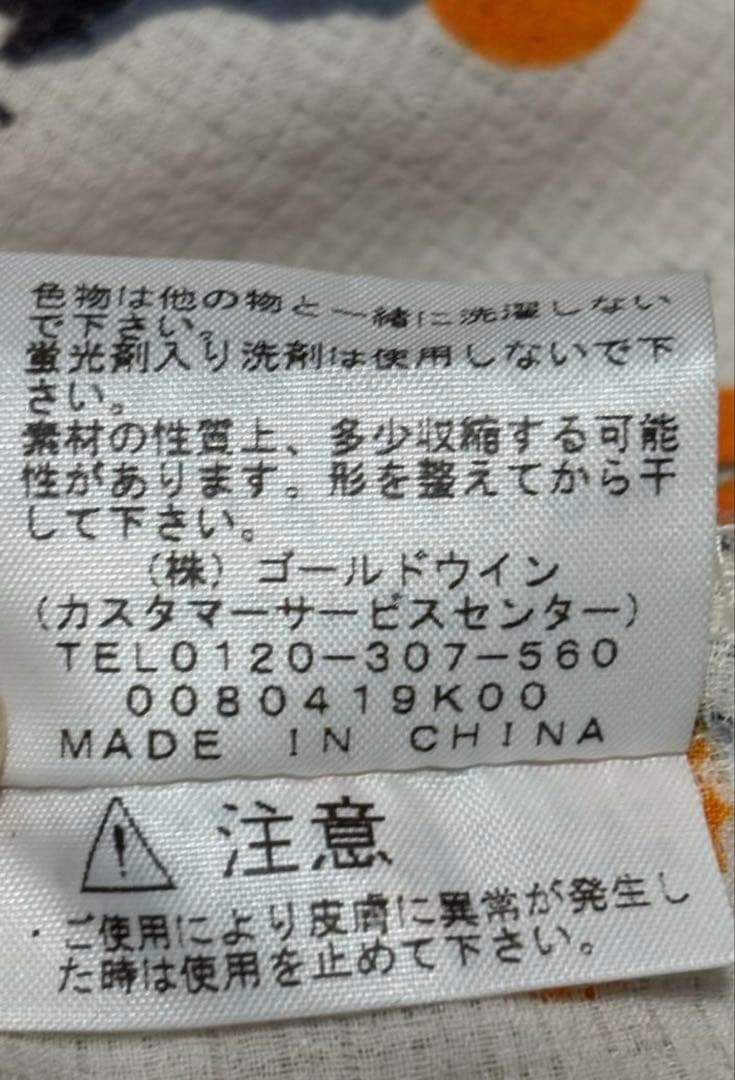 色物は他の物と一緒に洗濯しない
で下さい。
蛍光剤入り洗剤は使用しないで下
さい。
素材の性質上、多少収縮する可能
性があります。形を整えてから干
して下さい。
(株)ゴールドウイン
(カスタマーサービスセンター)
TEL0120-307-560
0080419K00
MADE IN CHINA
注意
・ご使用により皮膚に異常が発生し
た時は使用を止めて下さい。